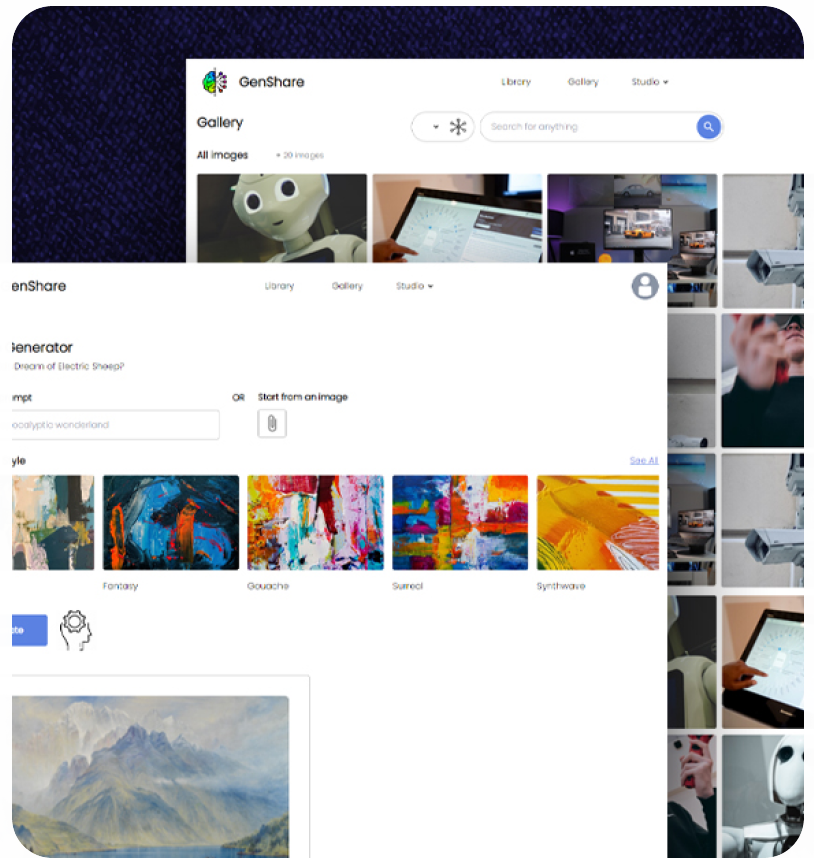 GenShare
Library Gallery Studio
Gallery
Search for anything
All images • 20 images
enShare
Library Gallery Studio
Generator
Dream of Electric Sheep?
mpt OR Start from an image
ocalyptic wonderland
yle See All
Fantasy Gouache Surreal Synthwave
ate